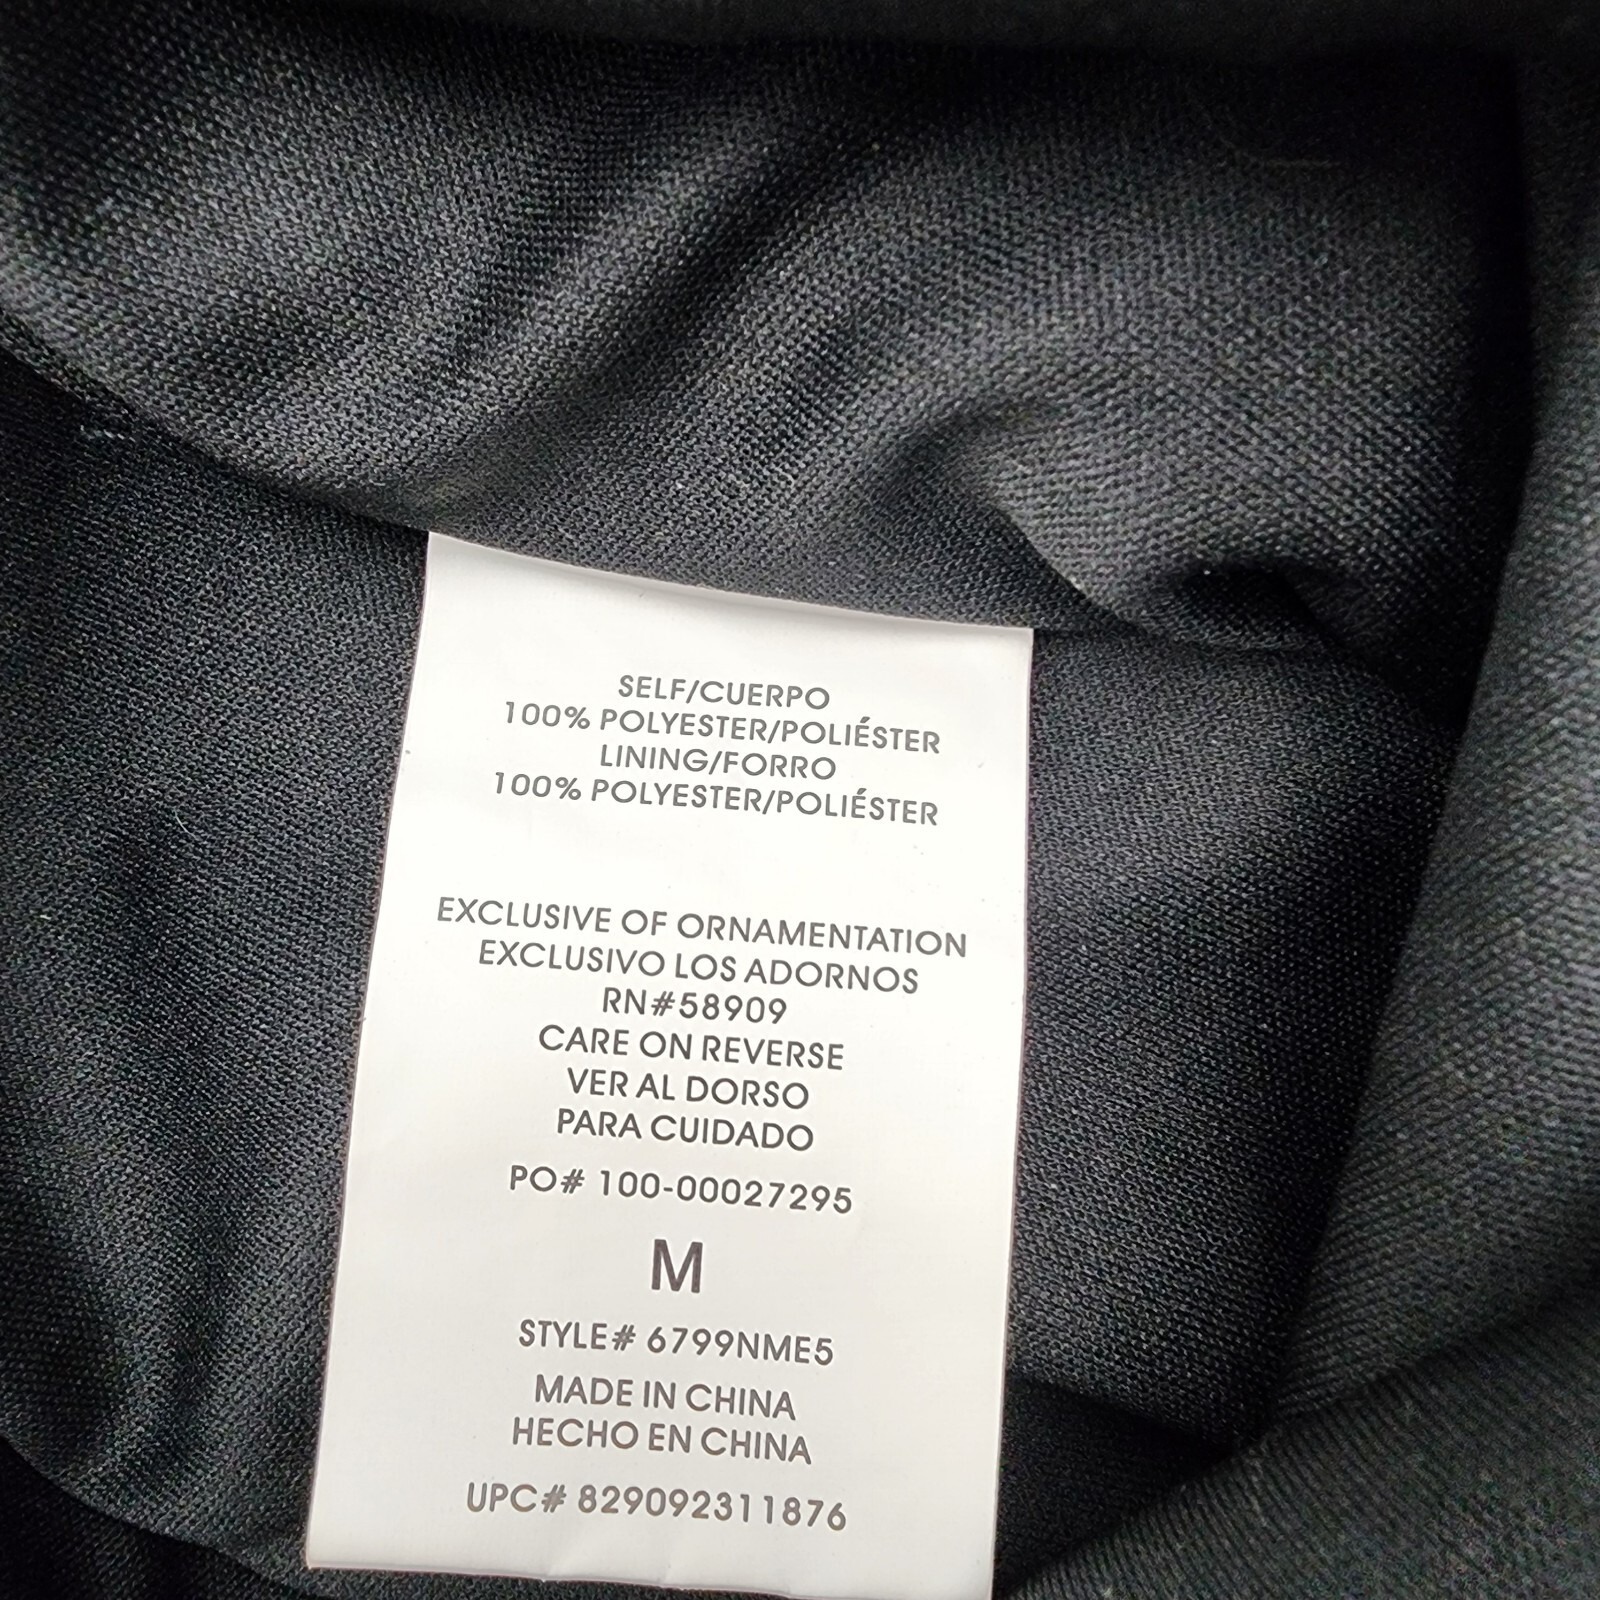 SELF/CUERPO
100% POLYESTER/POLIÉSTER
LINING/FORRO
100% POLYESTER/POLIÉSTER
EXCLUSIVE OF ORNAMENTATION
EXCLUSIVO LOS ADORNOS
RN#58909
CARE ON REVERSE
VER AL DORSO
PARA CUIDADO
PO# 100-00027295
M
STYLE# 6799NME5
MADE IN CHINA
HECHO EN CHINA
UPC# 829092311876